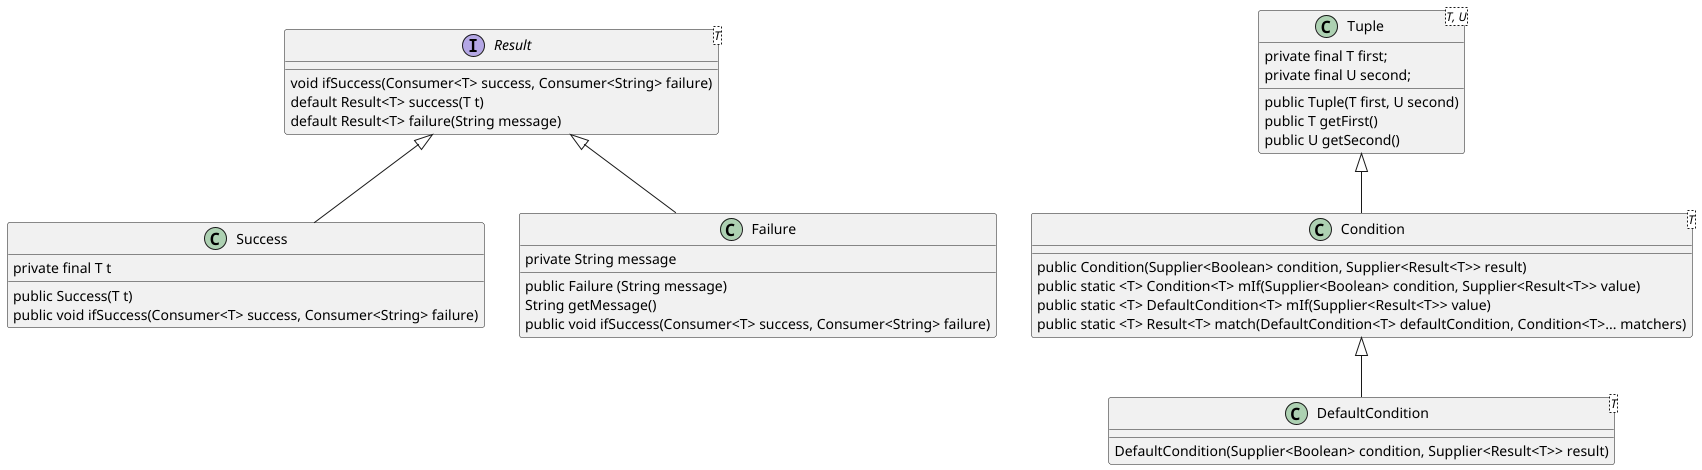 I Result
T
void ifSuccess(Consumer<T> success, Consumer<String> failure)
default Result<T> success(T t)
default Result<T> failure(String message)
C Tuple
T, U
private final T first;
private final U second;
public Tuple(T first, U second)
public T getFirst()
public U getSecond()
C Success
private final T t
public Success(T t)
public void ifSuccess(Consumer<T> success, Consumer<String> failure)
C Failure
private String message
public Failure (String message)
String getMessage()
public void ifSuccess(Consumer<T> success, Consumer<String> failure)
C Condition
T
public Condition(Supplier<Boolean> condition, Supplier<Result<T>> result)
public static <T> Condition<T> mIf(Supplier<Boolean> condition, Supplier<Result<T>> value)
public static <T> DefaultCondition<T> mIf(Supplier<Result<T>> value)
public static <T> Result<T> match(DefaultCondition<T> defaultCondition, Condition<T>... matchers)
C DefaultCondition
T
DefaultCondition(Supplier<Boolean> condition, Supplier<Result<T>> result)